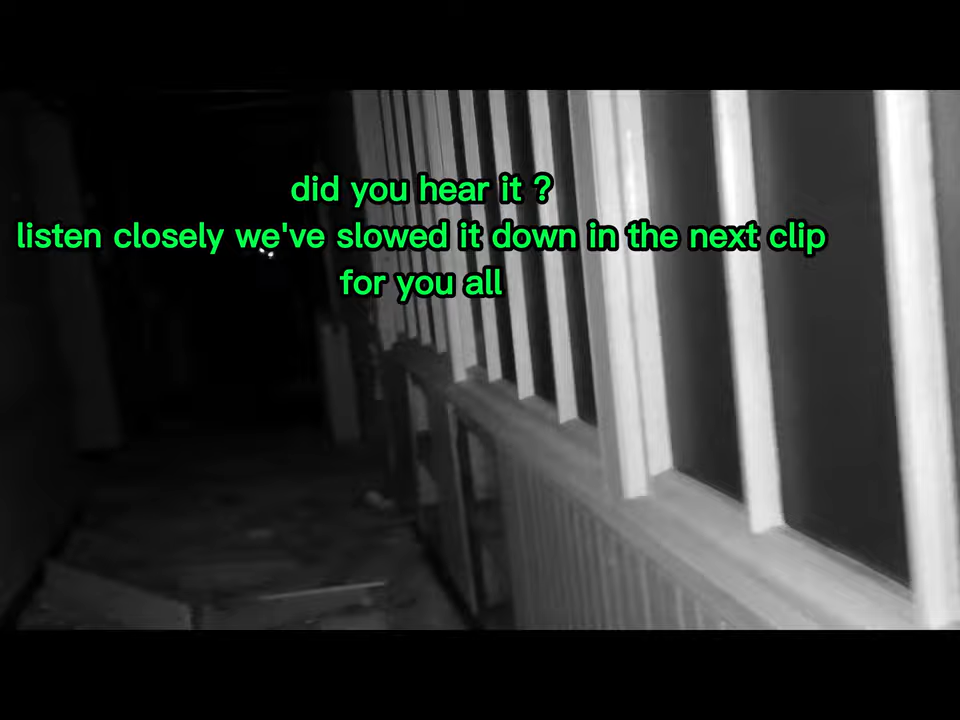 did you hear it ?
listen closely we've slowed it down in the next clip
for you all